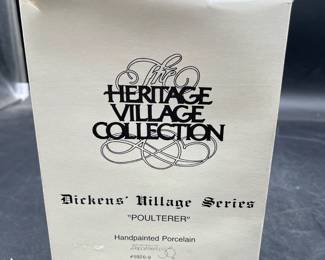 The
HERITAGE
VILLAGE
COLLECTION
Dickens' Village Series
"POULTERER"
Handpainted Porcelain